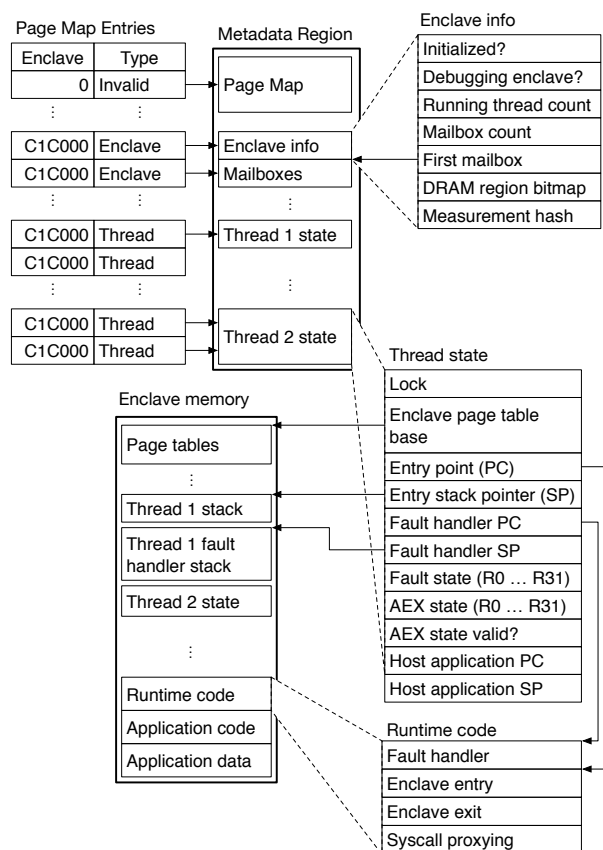 Page Map Entries
Enclave Type
0 Invalid
⋮ ⋮
C1C000 Enclave
C1C000 Enclave
⋮ ⋮
C1C000 Thread
C1C000 Thread
⋮ ⋮
C1C000 Thread
C1C000 Thread
Metadata Region
Page Map
Enclave info
Mailboxes
⋮
Thread 1 state
⋮
Thread 2 state
Enclave info
Initialized?
Debugging enclave?
Running thread count
Mailbox count
First mailbox
DRAM region bitmap
Measurement hash
Thread state
Lock
Enclave page table
base
Entry point (PC)
Entry stack pointer (SP)
Fault handler PC
Fault handler SP
Fault state (R0 … R31)
AEX state (R0 … R31)
AEX state valid?
Host application PC
Host application SP
Enclave memory
Page tables
⋮
Thread 1 stack
Thread 1 fault
handler stack
Thread 2 state
⋮
Runtime code
Application code
Application data
Runtime code
Fault handler
Enclave entry
Enclave exit
Syscall proxying